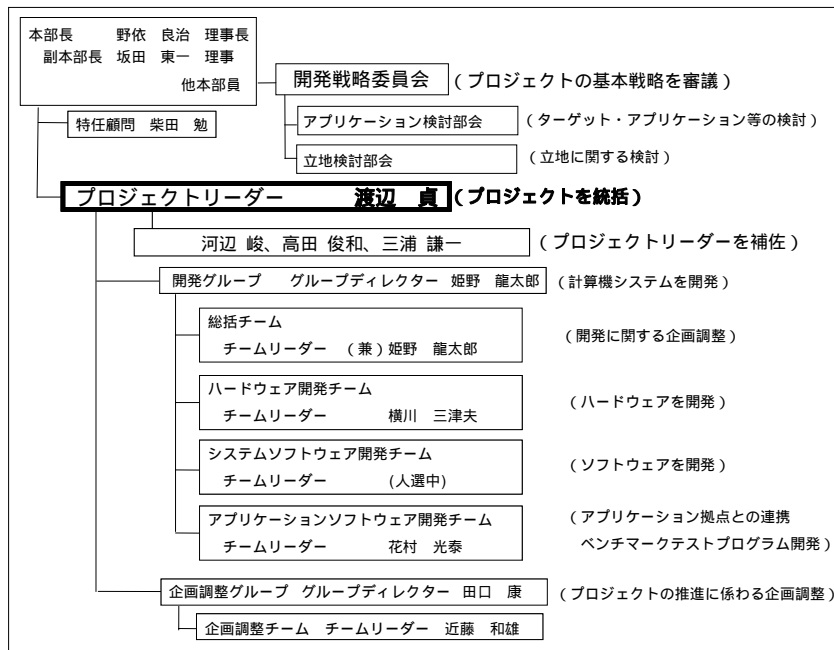 本部長　　　野依　良治　理事長
副本部長　坂田　東一　理事
他本部員
開発戦略委員会 (プロジェクトの基本戦略を審議)
特任顧問　柴田　勉
アプリケーション検討部会 (ターゲット・アプリケーション等の検討)
立地検討部会 (立地に関する検討)
プロジェクトリーダー　　　渡辺　貞 (プロジェクトを統括)
河辺 峻、高田 俊和、三浦 謙一 (プロジェクトリーダーを補佐)
開発グループ　　グループディレクター　姫野　龍太郎 (計算機システムを開発)
総括チーム
チームリーダー　(兼)姫野　龍太郎 (開発に関する企画調整)
ハードウェア開発チーム
チームリーダー　　　　横川　三津夫 (ハードウェアを開発)
システムソフトウェア開発チーム
チームリーダー　　　　(人選中) (ソフトウェアを開発)
アプリケーションソフトウェア開発チーム (アプリケーション拠点との連携
チームリーダー　　　　花村　光泰 ベンチマークテストプログラム開発)
企画調整グループ　グループディレクター　田口　康 (プロジェクトの推進に係わる企画調整)
企画調整チーム　チームリーダー　近藤　和雄